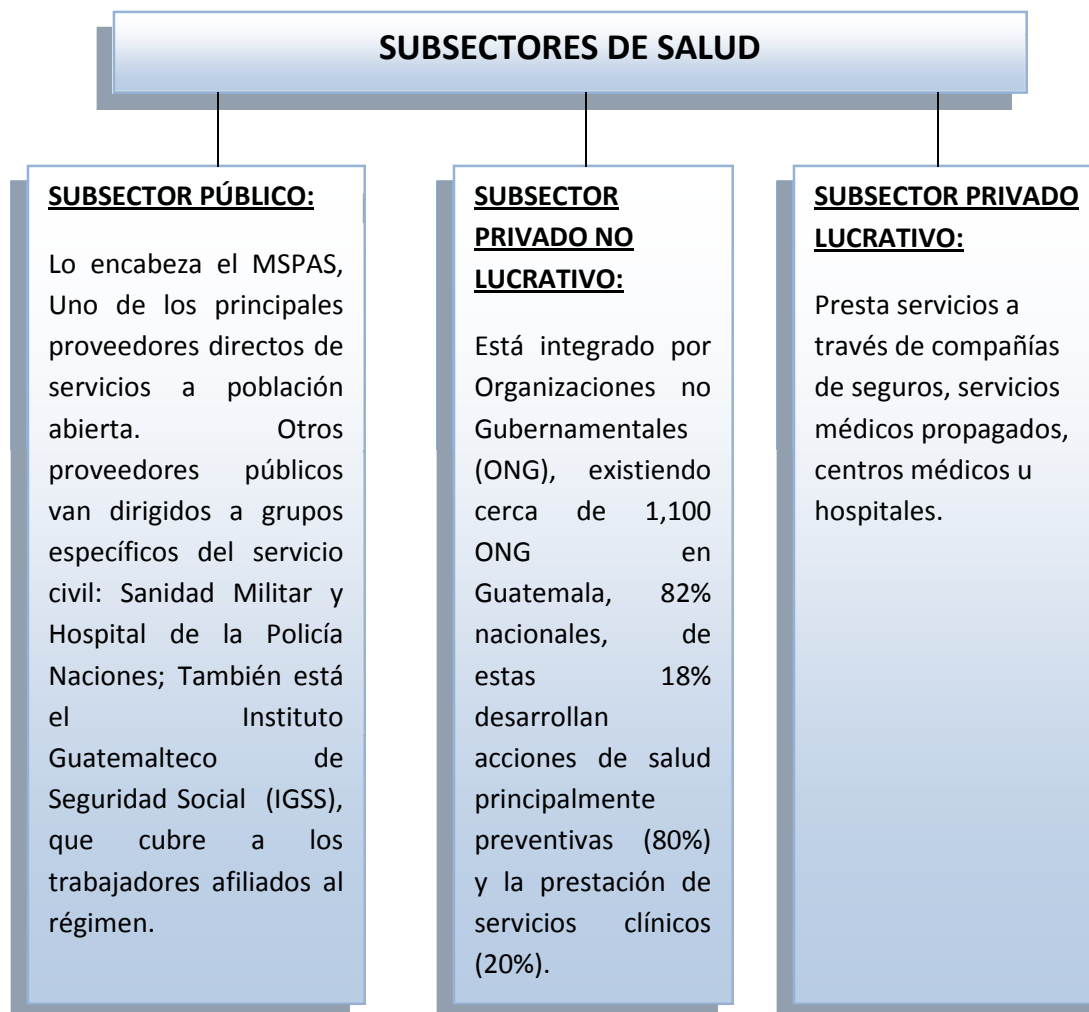 SUBSECTORES DE SALUD
SUBSECTOR PÚBLICO:
Lo encabeza el MSPAS,
Uno de los principales
proveedores directos de
servicios a población
abierta. Otros
proveedores públicos
van dirigidos a grupos
específicos del servicio
civil: Sanidad Militar y
Hospital de la Policía
Naciones; También está
el Instituto
Guatemalteco de
Seguridad Social (IGSS),
que cubre a los
trabajadores afiliados al
régimen.
SUBSECTOR
PRIVADO NO
LUCRATIVO:
Está integrado por
Organizaciones no
Gubernamentales
(ONG), existiendo
cerca de 1,100
ONG en
Guatemala, 82%
nacionales, de
estas 18%
desarrollan
acciones de salud
principalmente
preventivas (80%)
y la prestación de
servicios clínicos
(20%).
SUBSECTOR PRIVADO
LUCRATIVO:
Presta servicios a
través de compañías
de seguros, servicios
médicos propagados,
centros médicos u
hospitales.